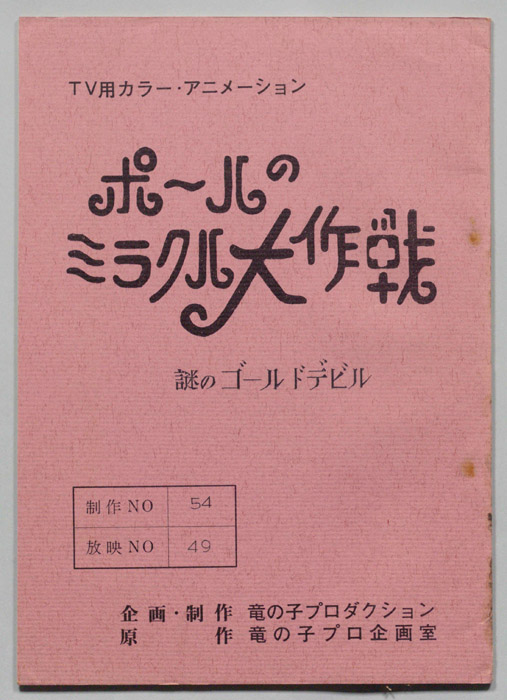 TV用カラー・アニメーション
ポールの
ミラクル大作戦
謎のゴールドデビル
制作NO 54
放映NO 49
企画・制作 竜の子プロダクション
原作 竜の子プロ企画室